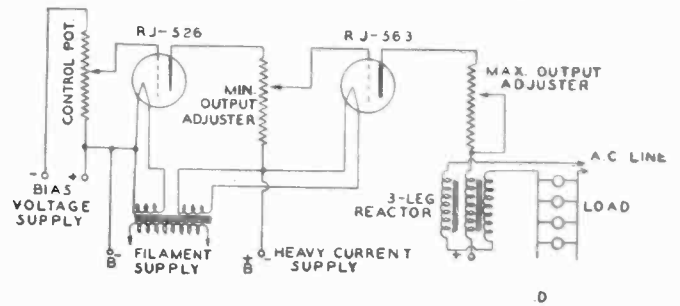 RJ-526
RJ-563
CONTROL POT.
MIN.
OUTPUT
ADJUSTER
MAX. OUTPUT
ADJUSTER
A.C LINE
3-LEG
REACTOR
LOAD
- +
BIAS
VOLTAGE
SUPPLY
B-
FILAMENT
SUPPLY
+
B
-
HEAVY CURRENT
SUPPLY
+ -
.D